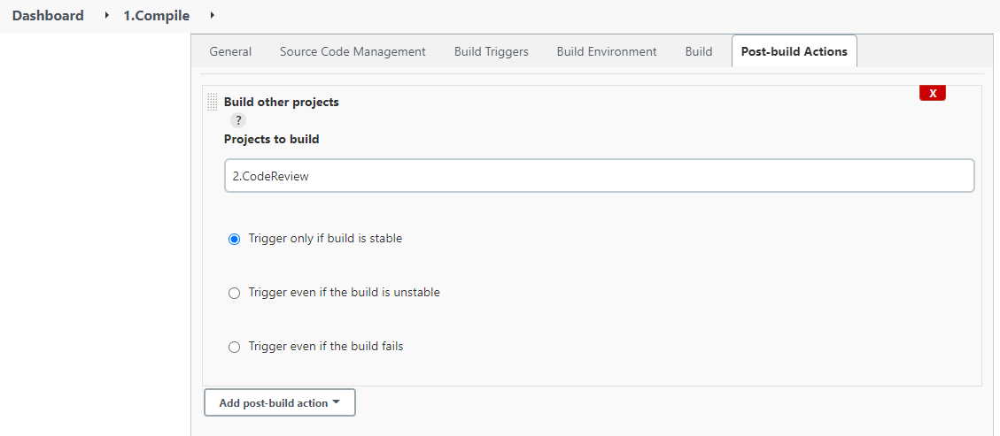 Dashboard 1.Compile
General Source Code Management Build Triggers Build Environment Build Post-build Actions
Build other projects
X
?
Projects to build
2.CodeReview
Trigger only if build is stable
Trigger even if the build is unstable
Trigger even if the build fails
Add post-build action